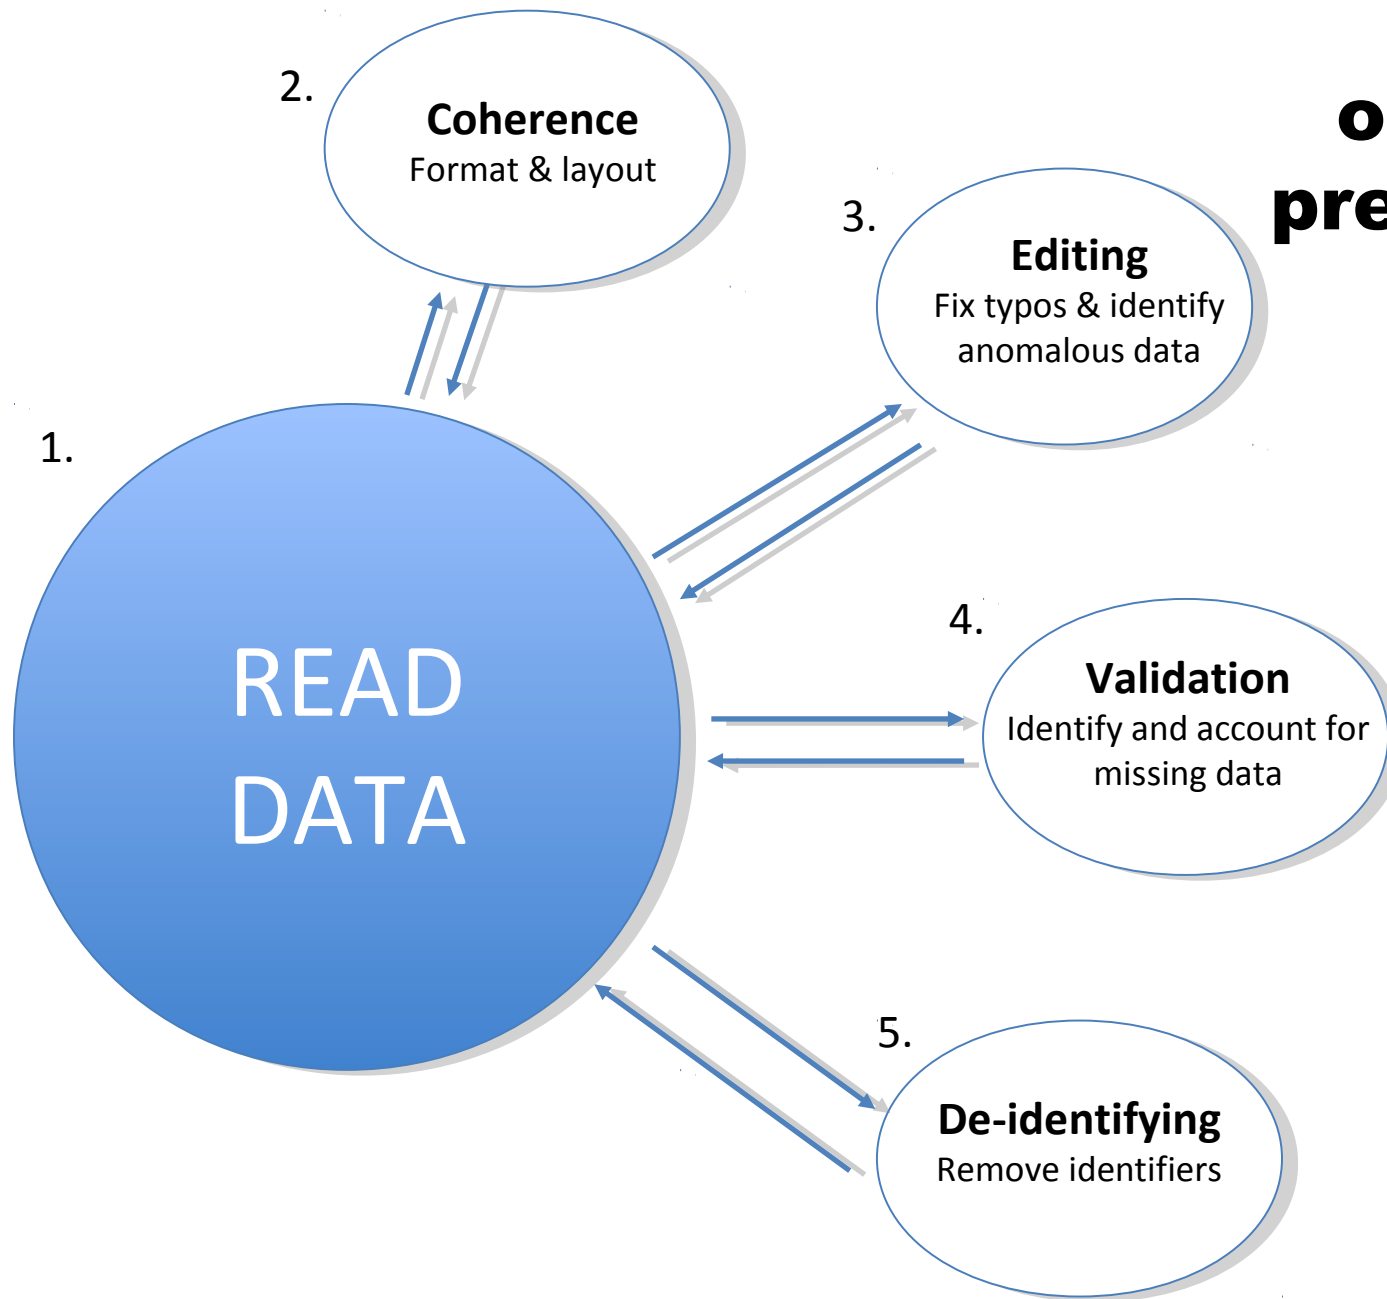 1.
READ
DATA
2.
Coherence
Format & layout
3.
Editing
Fix typos & identify
anomalous data
4.
Validation
Identify and account for
missing data
5.
De-identifying
Remove identifiers